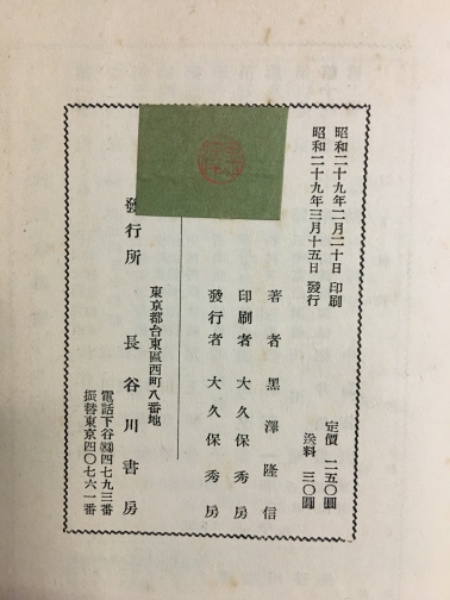 昭和二十九年二月二十日 印刷
昭和二十九年三月十五日 發行
定價 二五〇圓
送料 三〇圓
著者 黒澤隆信
印刷者 大久保秀房
發行者 大久保秀房
東京都台東區西町八番地
發行所 長谷川書房
電話下谷 四七九三番
振替東京四〇七六一番